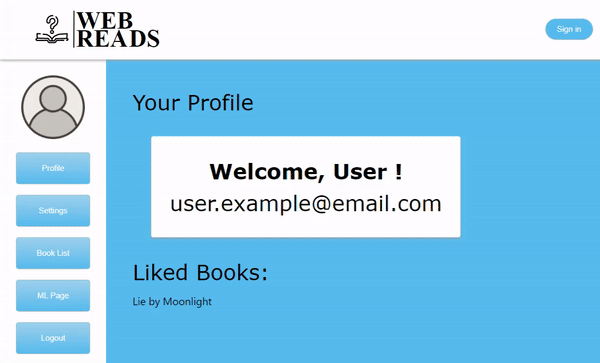 WEB
READS
Sign in
Profile
Settings
Book List
ML Page
Logout
Your Profile
Welcome, User !
user.example@email.com
Liked Books:
Lie by Moonlight